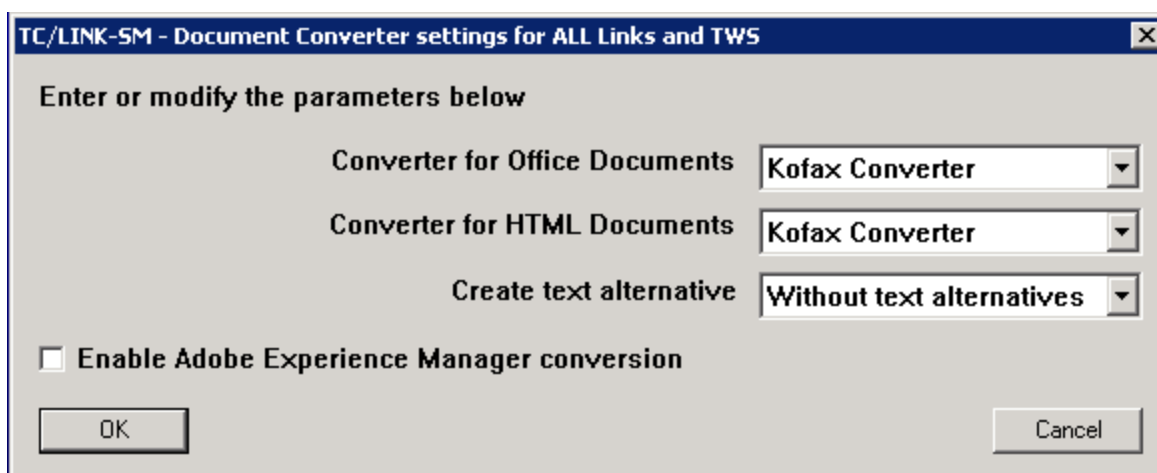 TC/LINK-SM - Document Converter settings for ALL Links and TWS
Enter or modify the parameters below
Converter for Office Documents Kofax Converter
Converter for HTML Documents Kofax Converter
Create text alternative Without text alternatives
Enable Adobe Experience Manager conversion
OK Cancel